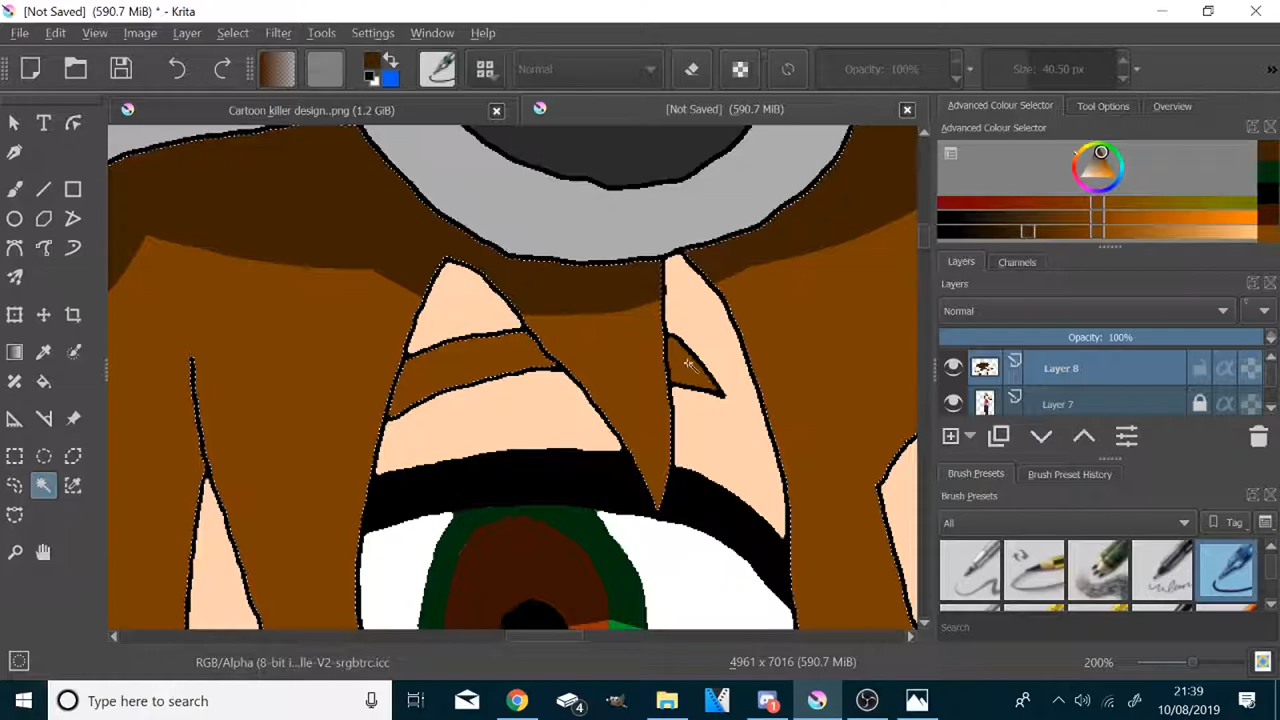 [Not Saved]  (590.7 MiB) * - Krita
File Edit View Image Layer Select Filter Tools Settings Window Help
Normal
Opacity: 100%
Size: 40.50 px
»
Cartoon killer design..png (1.2 GiB)
[Not Saved]  (590.7 MiB)
Advanced Colour Selector
Tool Options
Overview
Advanced Colour Selector
Layers
Channels
Layers
Normal
Opacity:  100%
Layer 8
Layer 7
Brush Presets
Brush Preset History
Brush Presets
All
Tag
Search
RGB/Alpha (8-bit i...lle-V2-srgbtrc.icc
4961 x 7016 (590.7 MiB)
200%
Type here to search
4
1
21:39
10/08/2019